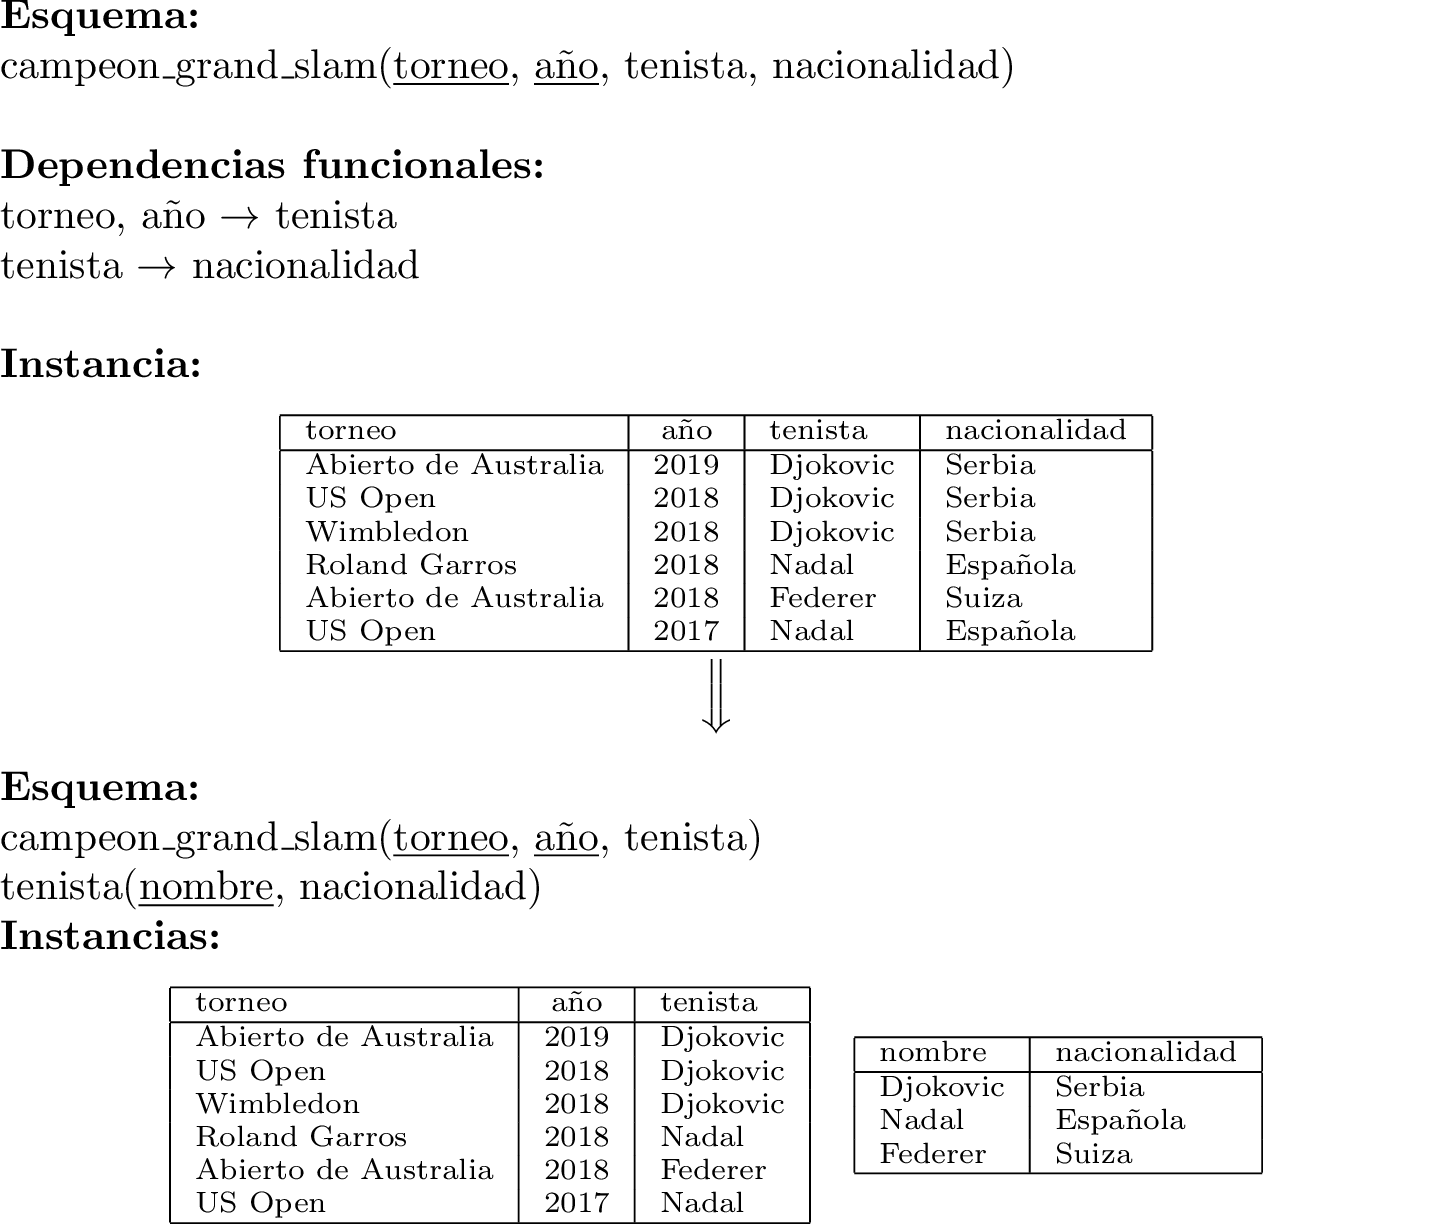 Esquema:
campeon_grand_slam(torneo, año, tenista, nacionalidad)
Dependencias funcionales:
torneo, año → tenista
tenista → nacionalidad
Instancia:
torneo año tenista nacionalidad
Abierto de Australia 2019 Djokovic Serbia
US Open 2018 Djokovic Serbia
Wimbledon 2018 Djokovic Serbia
Roland Garros 2018 Nadal Española
Abierto de Australia 2018 Federer Suiza
US Open 2017 Nadal Española
⇓
Esquema:
campeon_grand_slam(torneo, año, tenista)
tenista(nombre, nacionalidad)
Instancias:
torneo año tenista
Abierto de Australia 2019 Djokovic
US Open 2018 Djokovic
Wimbledon 2018 Djokovic
Roland Garros 2018 Nadal
Abierto de Australia 2018 Federer
US Open 2017 Nadal
nombre nacionalidad
Djokovic Serbia
Nadal Española
Federer Suiza